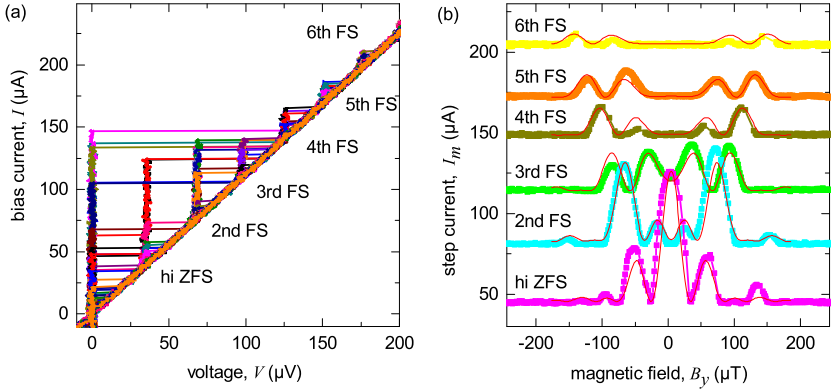 (a)
200
150
100
50
0
bias current, I (μA)
0
50
100
150
200
voltage, V (μV)
6th FS
5th FS
4th FS
3rd FS
2nd FS
hi ZFS
(b)
200
150
100
50
step current, Im (μA)
-200
-100
0
100
200
magnetic field, By (μT)
6th FS
5th FS
4th FS
3rd FS
2nd FS
hi ZFS